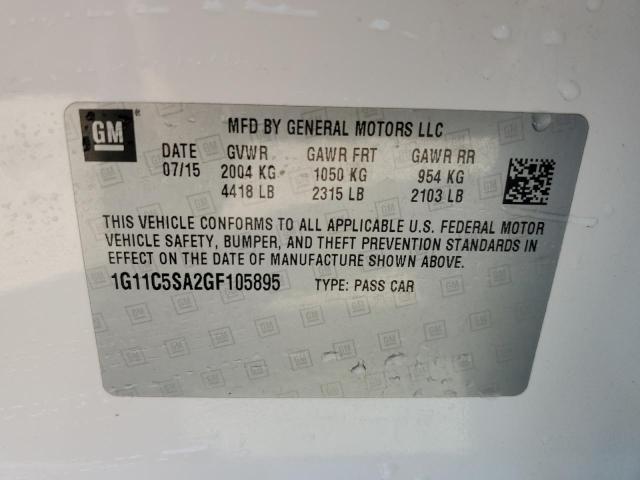 GM
MFD BY GENERAL MOTORS LLC
DATE GVWR GAWR FRT GAWR RR
07/15 2004 KG 1050 KG 954 KG
4418 LB 2315 LB 2103 LB
THIS VEHICLE CONFORMS TO ALL APPLICABLE U.S. FEDERAL MOTOR
VEHICLE SAFETY, BUMPER, AND THEFT PREVENTION STANDARDS IN
EFFECT ON THE DATE OF MANUFACTURE SHOWN ABOVE.
1G11C5SA2GF105895 TYPE: PASS CAR